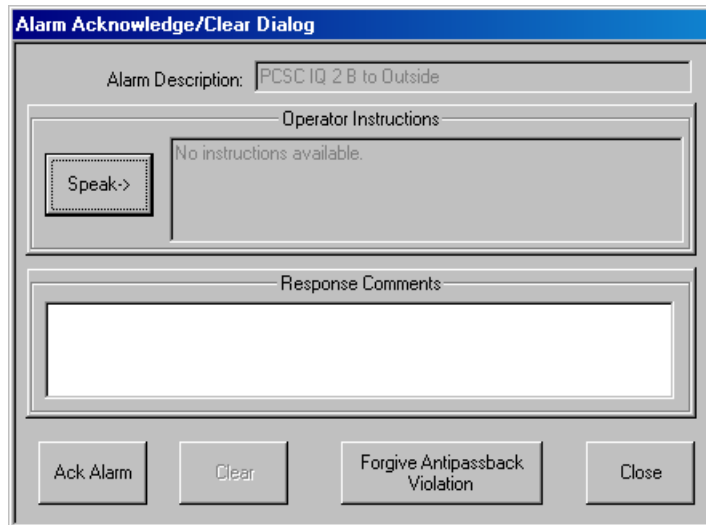 Alarm Acknowledge/Clear Dialog
Alarm Description: PCSC IQ 2 B to Outside
Operator Instructions
Speak->
No instructions available.
Response Comments
Ack Alarm
Clear
Forgive Antipassback
Violation
Close